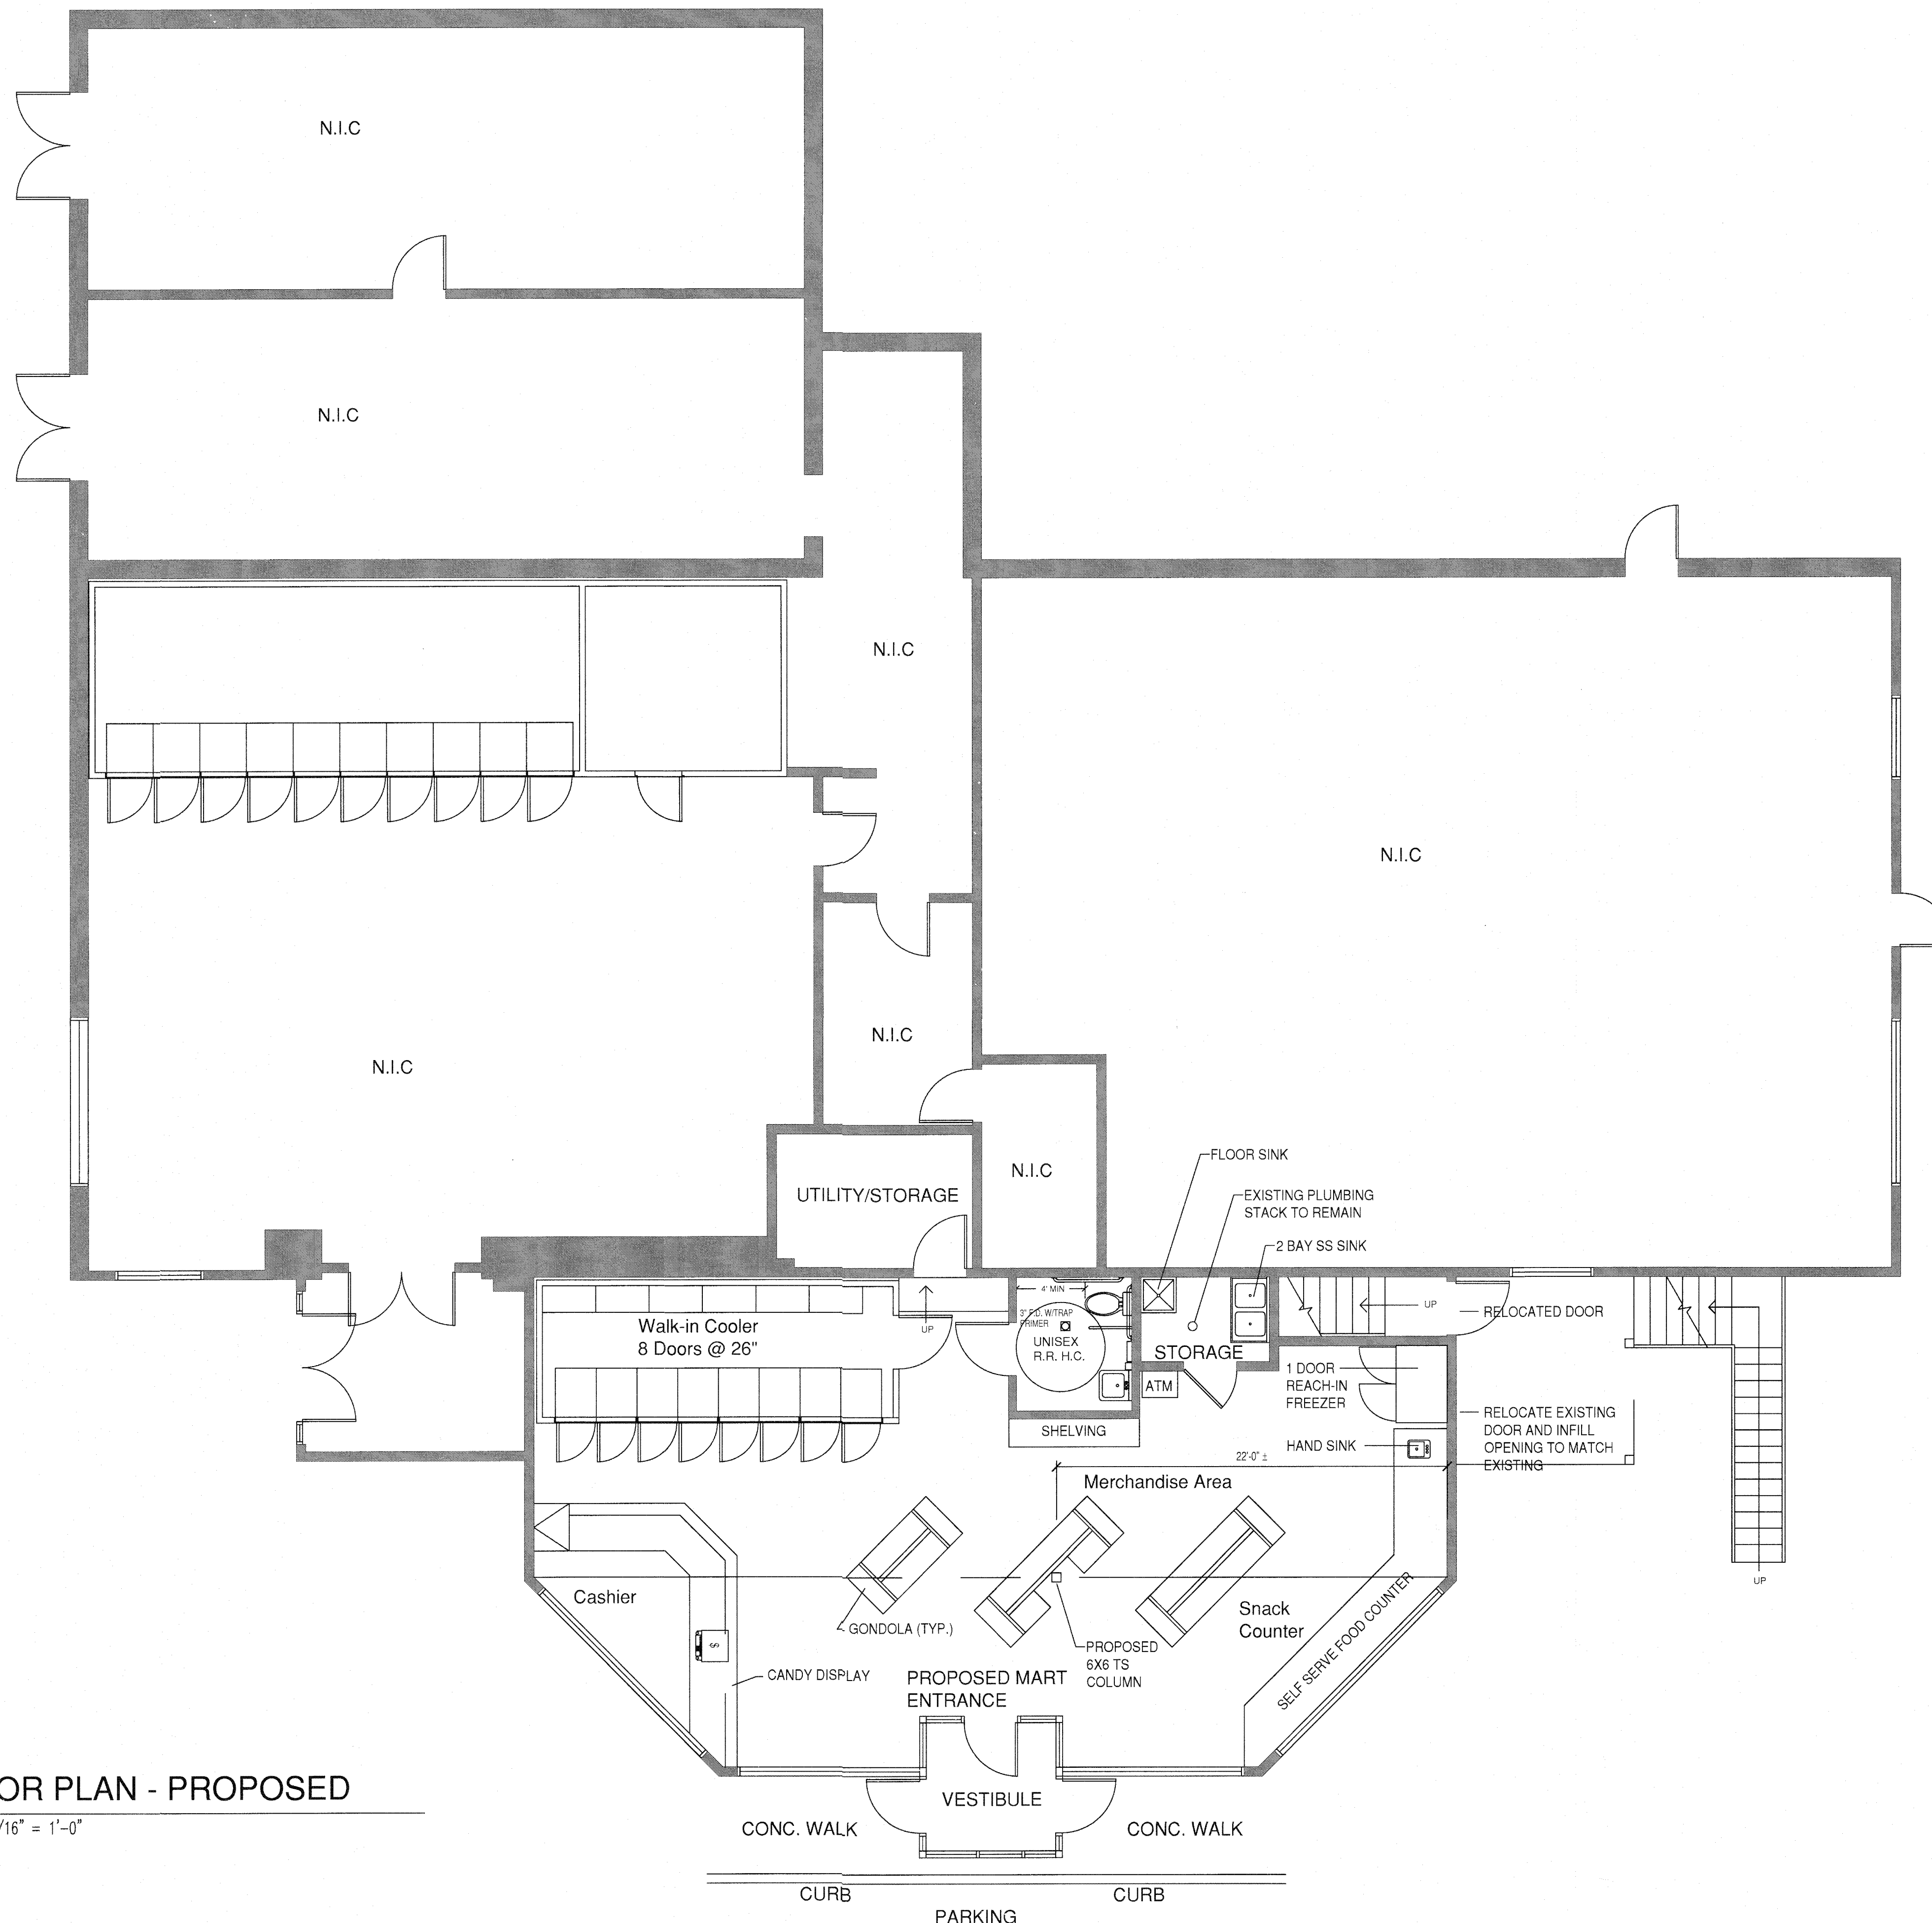 N.I.C
N.I.C
N.I.C
N.I.C
N.I.C
N.I.C
N.I.C
UTILITY/STORAGE
FLOOR SINK
EXISTING PLUMBING
STACK TO REMAIN
2 BAY SS SINK
Walk-in Cooler
8 Doors @ 26"
UP
4' MIN
3" F.D. W/TRAP
PRIMER
UNISEX
R.R. H.C.
STORAGE
ATM
SHELVING
UP
RELOCATED DOOR
1 DOOR
REACH-IN
FREEZER
HAND SINK
RELOCATE EXISTING
DOOR AND INFILL
OPENING TO MATCH
EXISTING
22'-0" ±
Merchandise Area
UP
Cashier
$
GONDOLA (TYP.)
CANDY DISPLAY
PROPOSED
6X6 TS
COLUMN
Snack
Counter
SELF SERVE FOOD COUNTER
PROPOSED MART
ENTRANCE
VESTIBULE
CONC. WALK
CONC. WALK
CURB
CURB
PARKING
OR PLAN - PROPOSED
/16" = 1'-0"